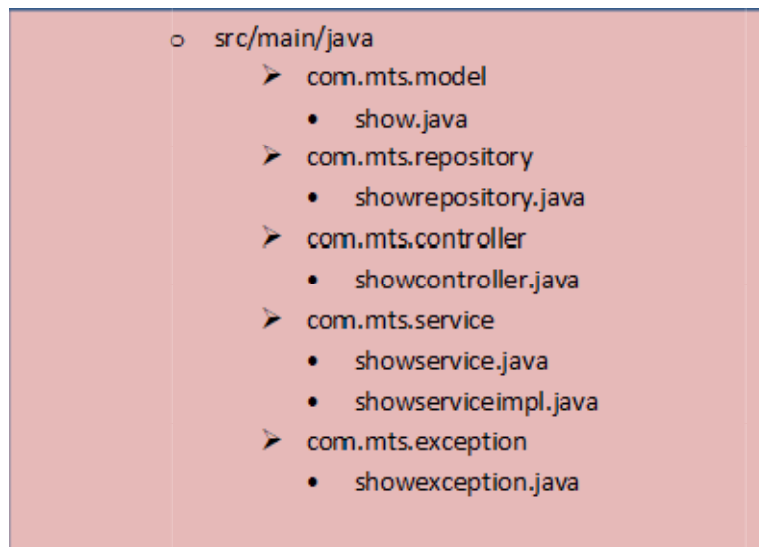 src/main/java
com.mts.model
show.java
com.mts.repository
showrepository.java
com.mts.controller
showcontroller.java
com.mts.service
showservice.java
showserviceimpl.java
com.mts.exception
showexception.java